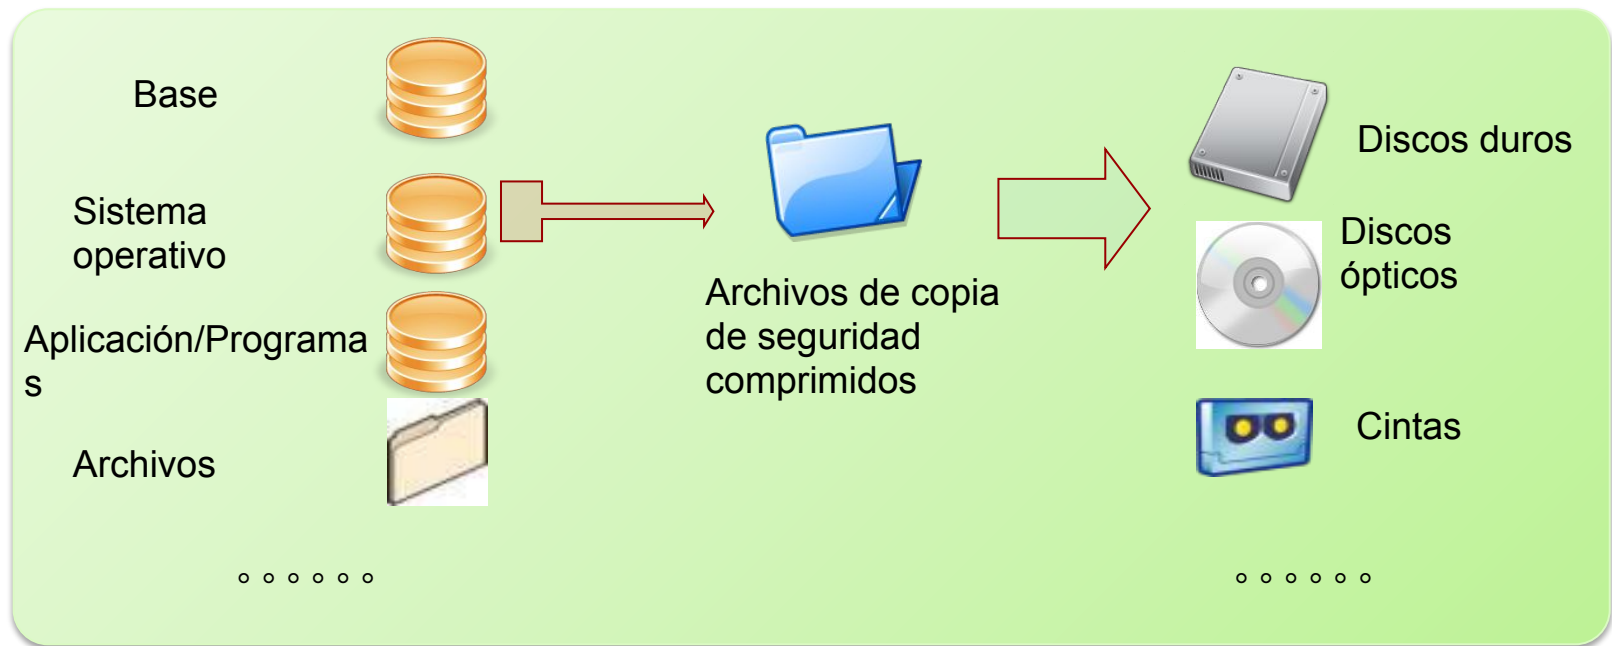 Base
Sistema
operativo
Aplicación/Programa
s
Archivos
。。。。。。
Archivos de copia
de seguridad
comprimidos
Discos duros
Discos
ópticos
Cintas
。。。。。。